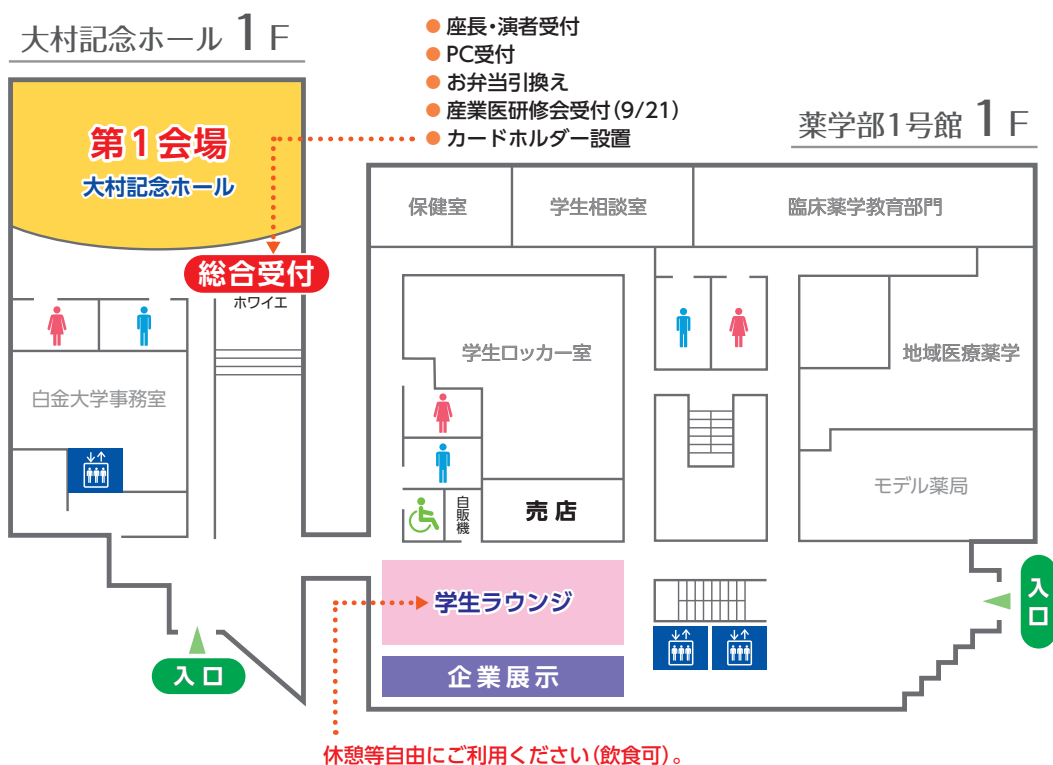 大村記念ホール 1 F
● 座長・演者受付
● PC受付
● お弁当引換え
● 産業医研修会受付(9/21)
● カードホルダー設置
薬学部1号館 1 F
第1会場
大村記念ホール
総合受付
ホワイエ
白金大学事務室
入口
保健室
学生相談室
臨床薬学教育部門
学生ロッカー室
地域医療薬学
モデル薬局
自販機
売店
学生ラウンジ
企業展示
入口
休憩等自由にご利用ください(飲食可)。